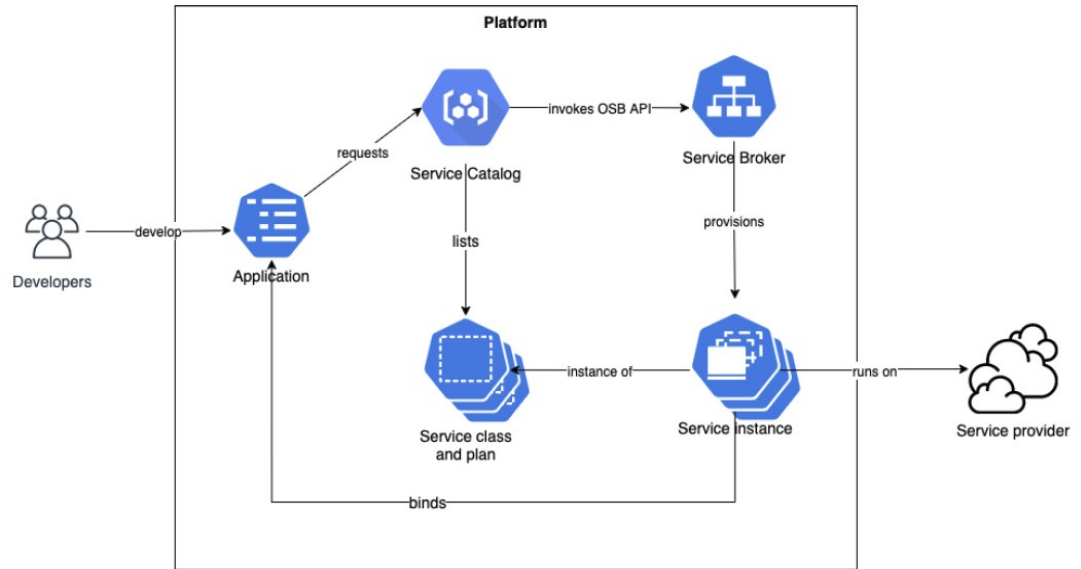 Platform
invokes OSB API
requests
Service Catalog
Service Broker
develop
provisions
lists
Developers
Application
instance of
runs on
Service class
and plan
Service instance
Service provider
binds